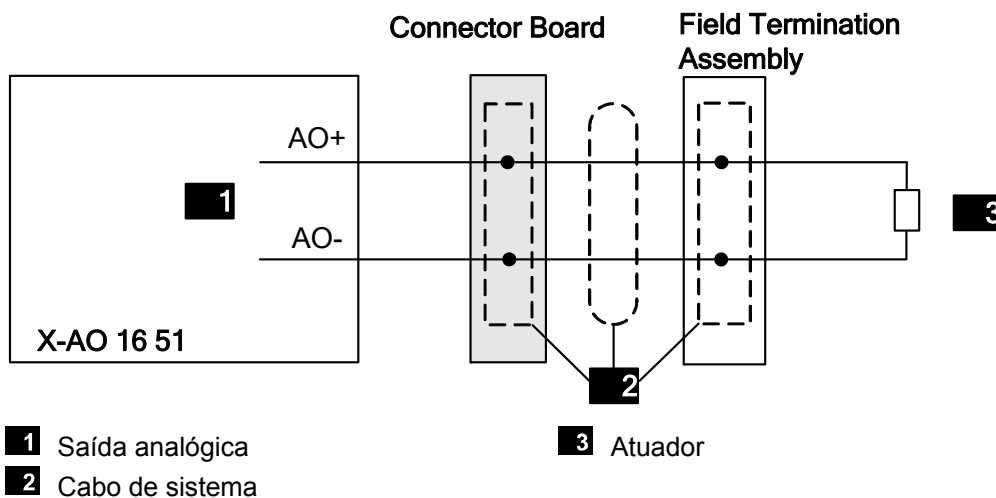 Connector Board
Field Termination
Assembly
AO+
1
3
AO-
X-AO 16 51
2
1 Saída analógica
3 Atuador
2 Cabo de sistema